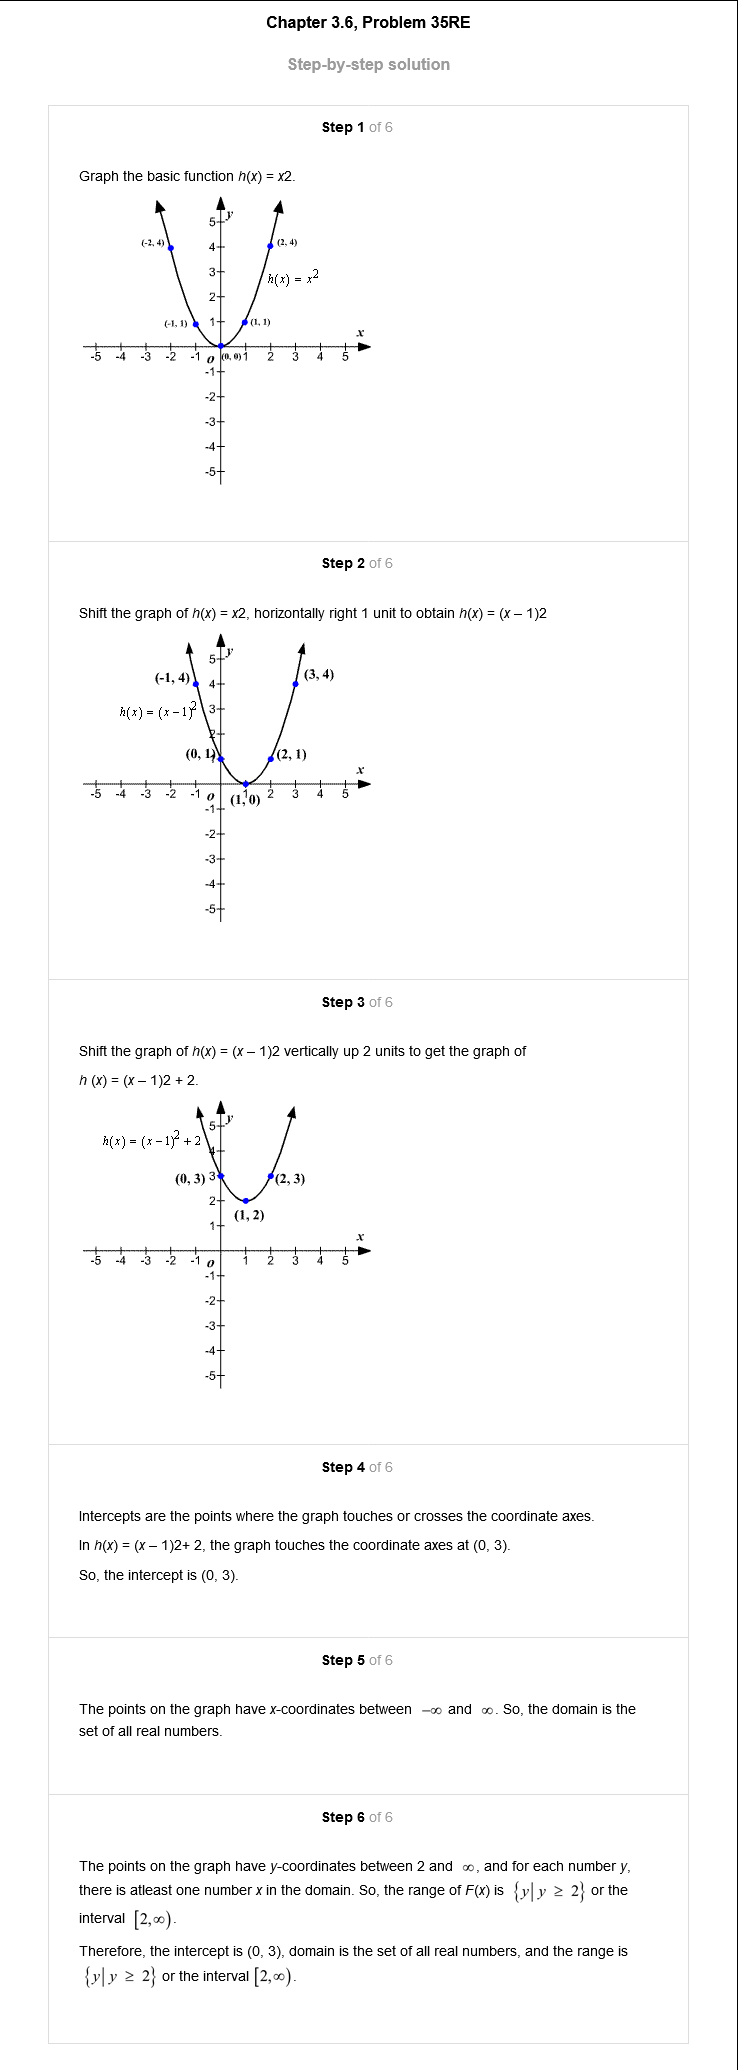 Chapter 3.6, Problem 35RE
Step-by-step solution
Step 1 of 6
Graph the basic function h(x) = x2.
y
5
(-2, 4)
4
(2, 4)
3
h(x) = x²
2
(-1, 1)
1
(1, 1)
x
-5 -4 -3 -2 -1 o (0, 0) 1 2 3 4 5
-1
-2
-3
-4
-5
Step 2 of 6
Shift the graph of h(x) = x2, horizontally right 1 unit to obtain h(x) = (x – 1)2
y
5
(-1, 4)
4
(3, 4)
h(x) = (x – 1)²
3
2
(0, 1)
1
(2, 1)
x
-5 -4 -3 -2 -1 o 1 2 3 4 5
(1, 0)
-1
-2
-3
-4
-5
Step 3 of 6
Shift the graph of h(x) = (x – 1)2 vertically up 2 units to get the graph of
h (x) = (x – 1)2 + 2.
y
5
h(x) = (x – 1)² + 2
4
(0, 3) 3
(2, 3)
2
(1, 2)
1
x
-5 -4 -3 -2 -1 o 1 2 3 4 5
-1
-2
-3
-4
-5
Step 4 of 6
Intercepts are the points where the graph touches or crosses the coordinate axes.
In h(x) = (x – 1)2+ 2, the graph touches the coordinate axes at (0, 3).
So, the intercept is (0, 3).
Step 5 of 6
The points on the graph have x-coordinates between –∞ and ∞. So, the domain is the
set of all real numbers.
Step 6 of 6
The points on the graph have y-coordinates between 2 and ∞, and for each number y,
there is atleast one number x in the domain. So, the range of F(x) is {y| y ≥ 2} or the
interval [2,∞).
Therefore, the intercept is (0, 3), domain is the set of all real numbers, and the range is
{y| y ≥ 2} or the interval [2,∞).